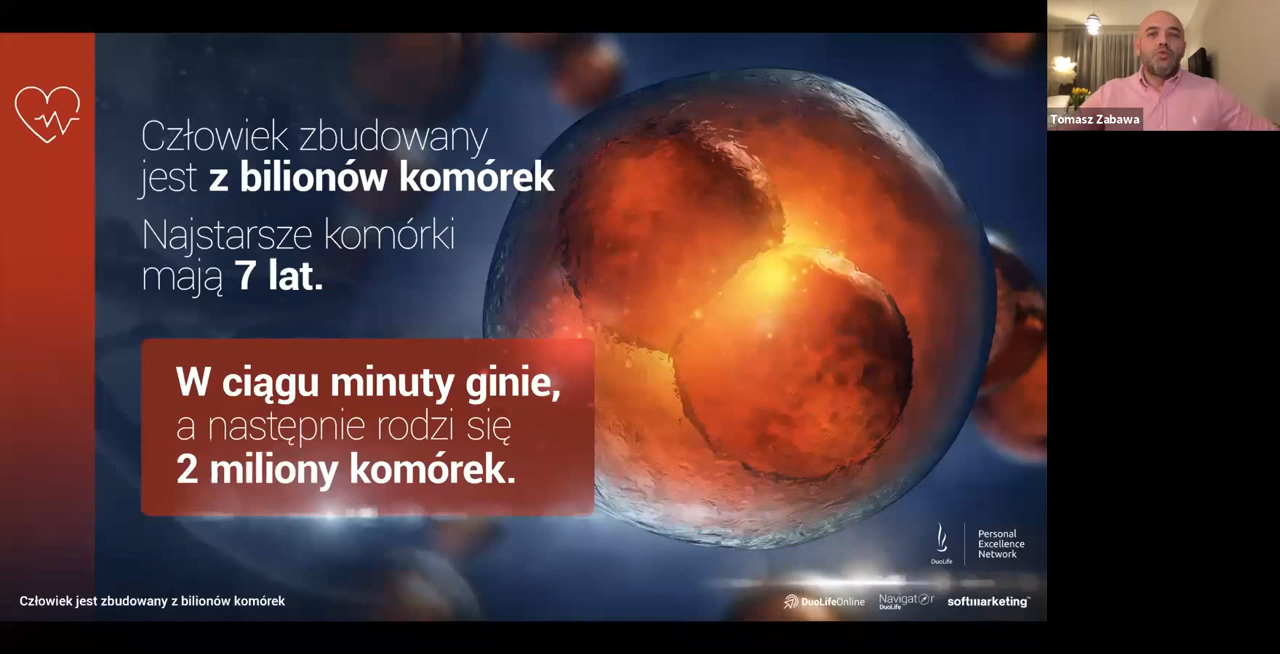 Człowiek zbudowany
jest z bilionów komórek
Najstarsze komórki
mają 7 lat.
W ciągu minuty ginie,
a następnie rodzi się
2 miliony komórek.
Tomasz Zabawa
DuoLife
Personal
Excellence
Network
Człowiek jest zbudowany z bilionów komórek
DuoLifeOnline
Navigator
DuoLife
softmarketing™